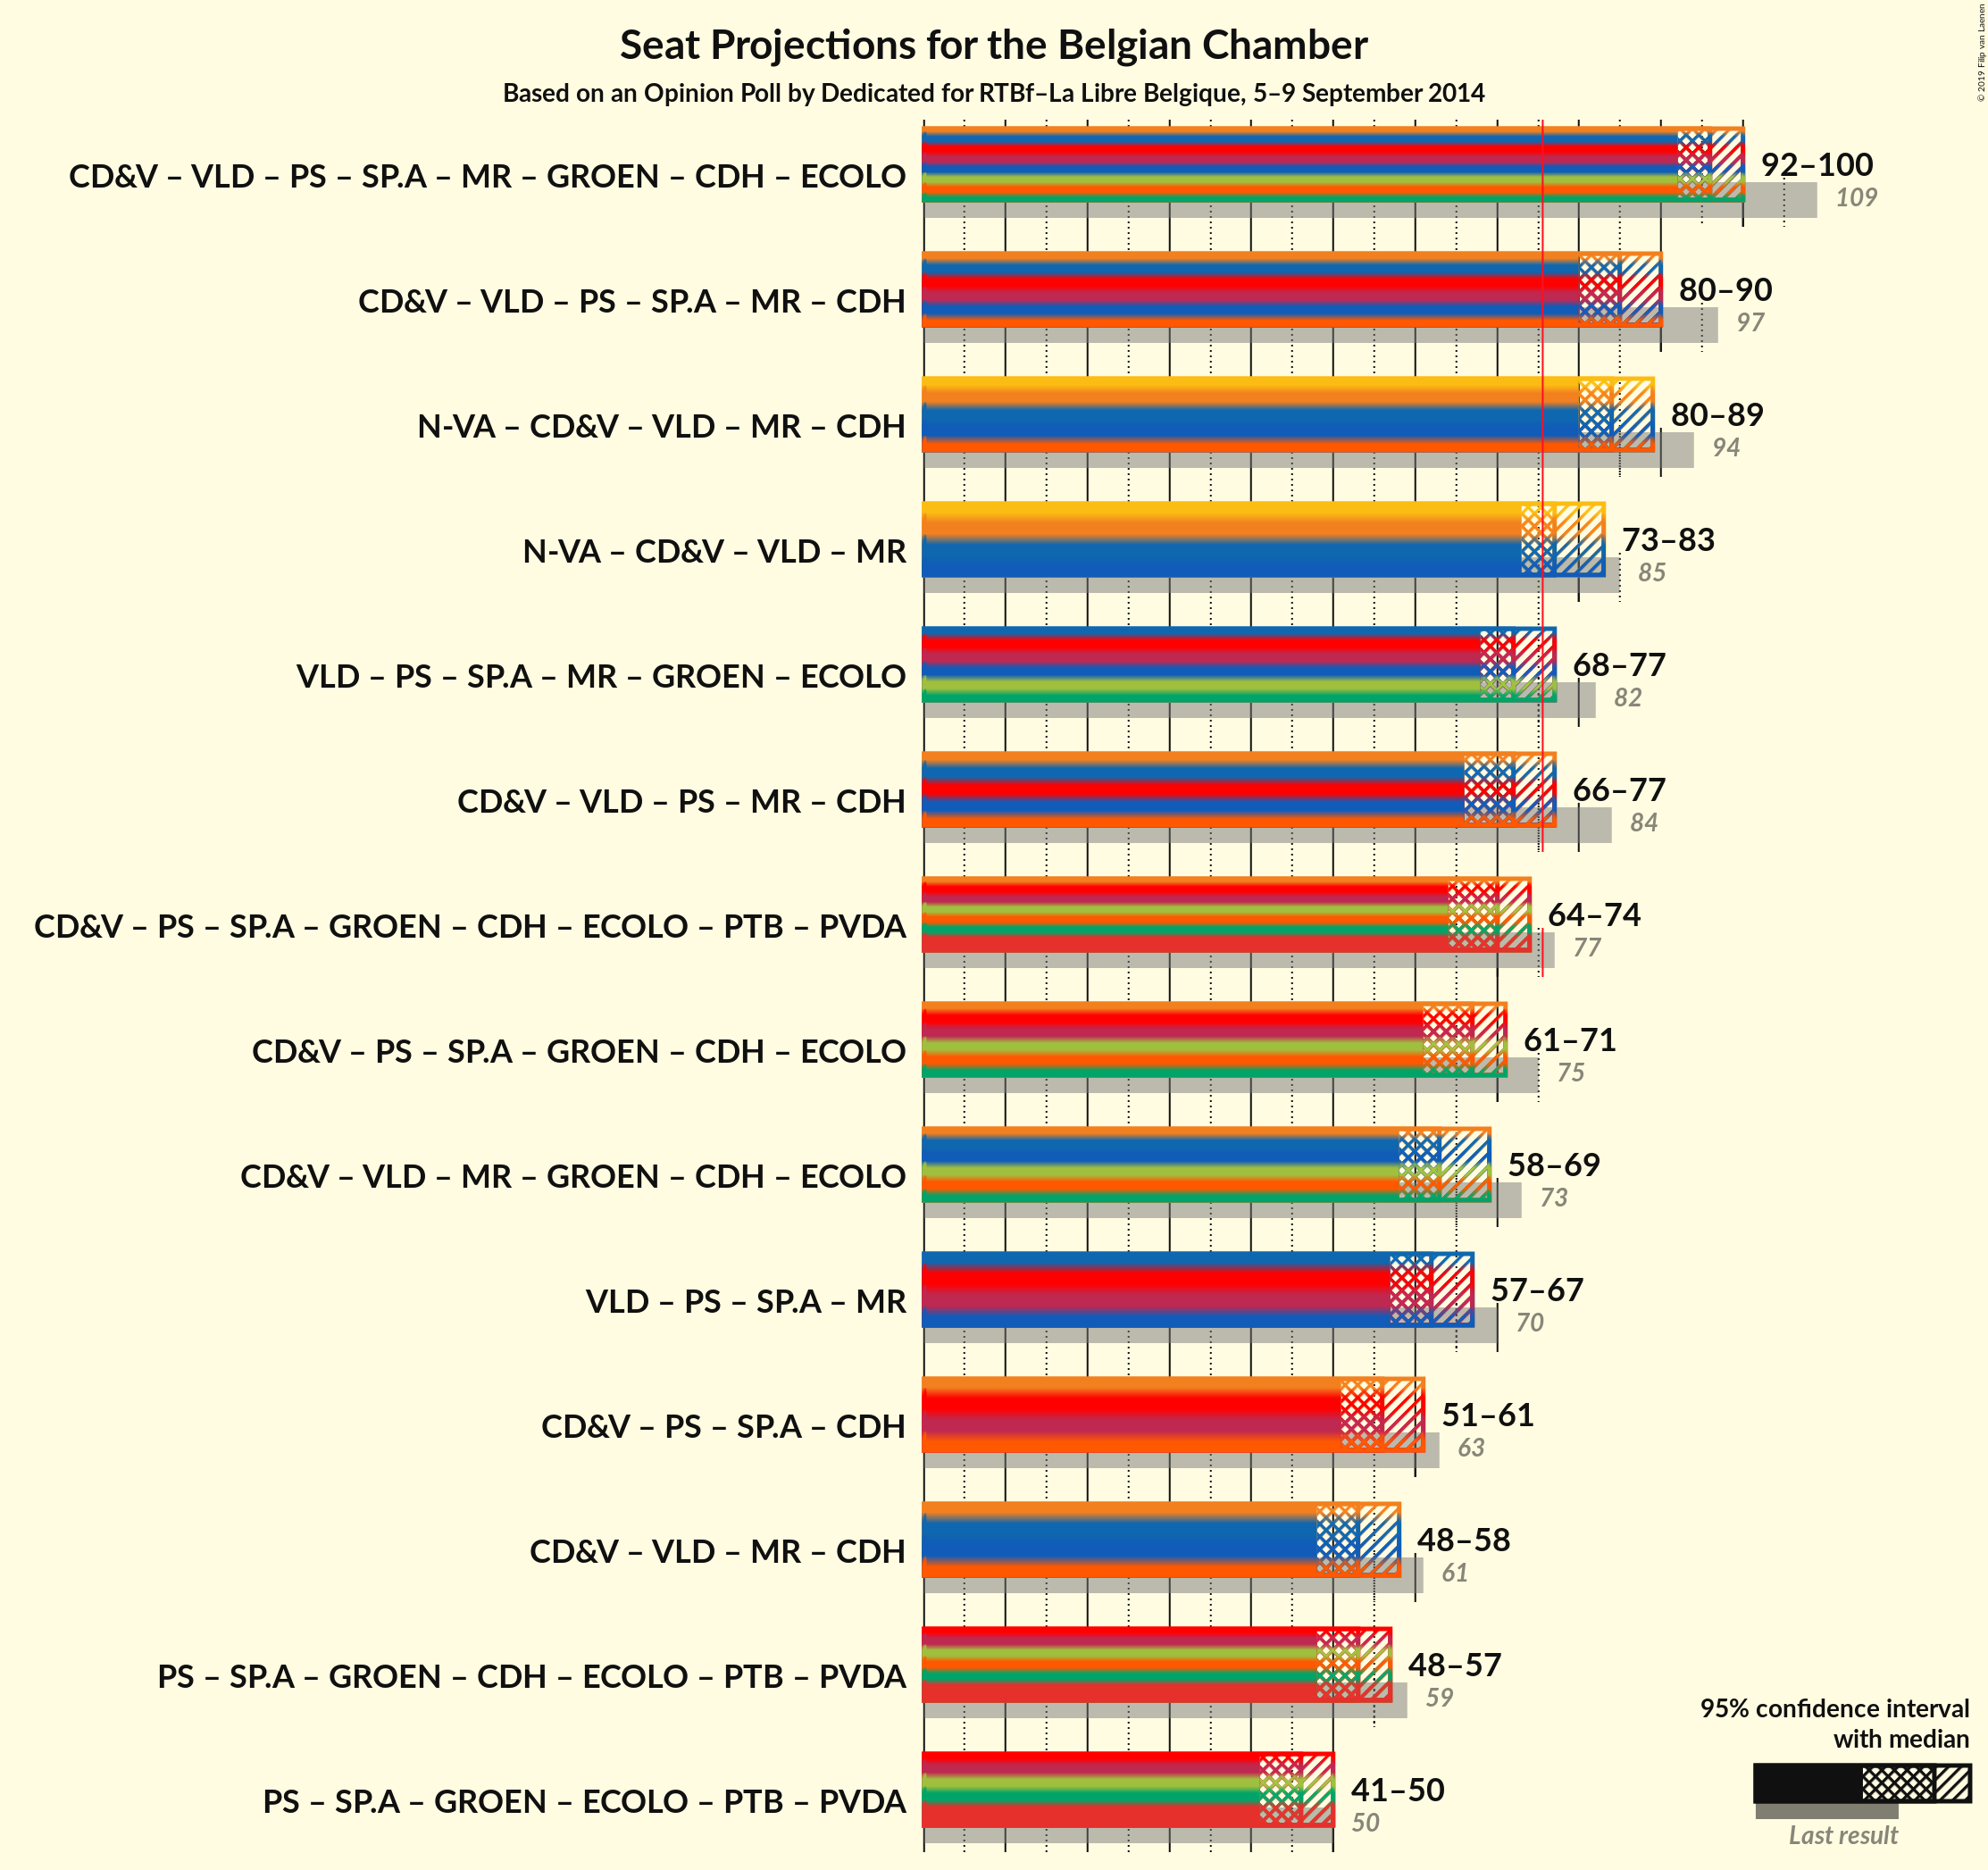 © 2019 Filip van Laenen
Seat Projections for the Belgian Chamber
Based on an Opinion Poll by Dedicated for RTBf–La Libre Belgique, 5–9 September 2014
CD&V – VLD – PS – SP.A – MR – GROEN – CDH – ECOLO
92–100
109
CD&V – VLD – PS – SP.A – MR – CDH
80–90
97
N-VA – CD&V – VLD – MR – CDH
80–89
94
N-VA – CD&V – VLD – MR
73–83
85
VLD – PS – SP.A – MR – GROEN – ECOLO
68–77
82
CD&V – VLD – PS – MR – CDH
66–77
84
CD&V – PS – SP.A – GROEN – CDH – ECOLO – PTB – PVDA
64–74
77
CD&V – PS – SP.A – GROEN – CDH – ECOLO
61–71
75
CD&V – VLD – MR – GROEN – CDH – ECOLO
58–69
73
VLD – PS – SP.A – MR
57–67
70
CD&V – PS – SP.A – CDH
51–61
63
CD&V – VLD – MR – CDH
48–58
61
PS – SP.A – GROEN – CDH – ECOLO – PTB – PVDA
48–57
59
PS – SP.A – GROEN – ECOLO – PTB – PVDA
41–50
50
95% confidence interval
with median
Last result